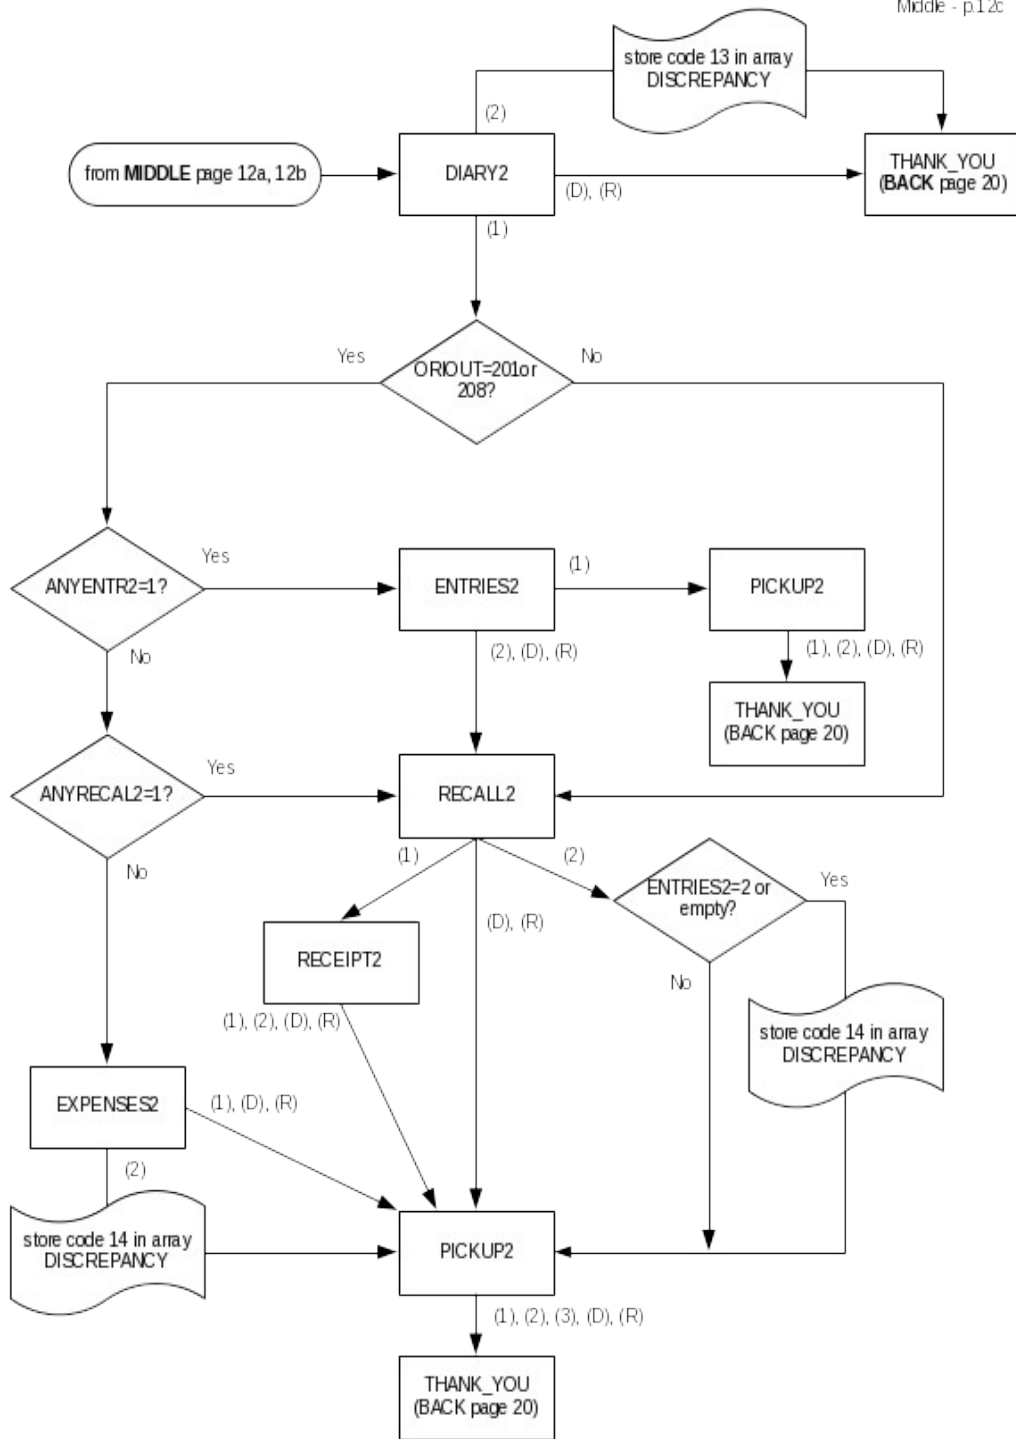 Middle - p.12c
store code 13 in array
DISCREPANCY
(2)
from MIDDLE page 12a, 12b
DIARY2
THANK_YOU
(BACK page 20)
(D), (R)
(1)
Yes
No
ORIOUT=201or
208?
ANYENTR2=1?
Yes
ENTRIES2
(1)
PICKUP2
No
(2), (D), (R)
(1), (2), (D), (R)
THANK_YOU
(BACK page 20)
ANYRECAL2=1?
Yes
RECALL2
No
(1)
(2)
ENTRIES2=2 or
empty?
Yes
(D), (R)
RECEIPT2
No
(1), (2), (D), (R)
store code 14 in array
DISCREPANCY
EXPENSES2
(1), (D), (R)
(2)
store code 14 in array
DISCREPANCY
PICKUP2
(1), (2), (3), (D), (R)
THANK_YOU
(BACK page 20)